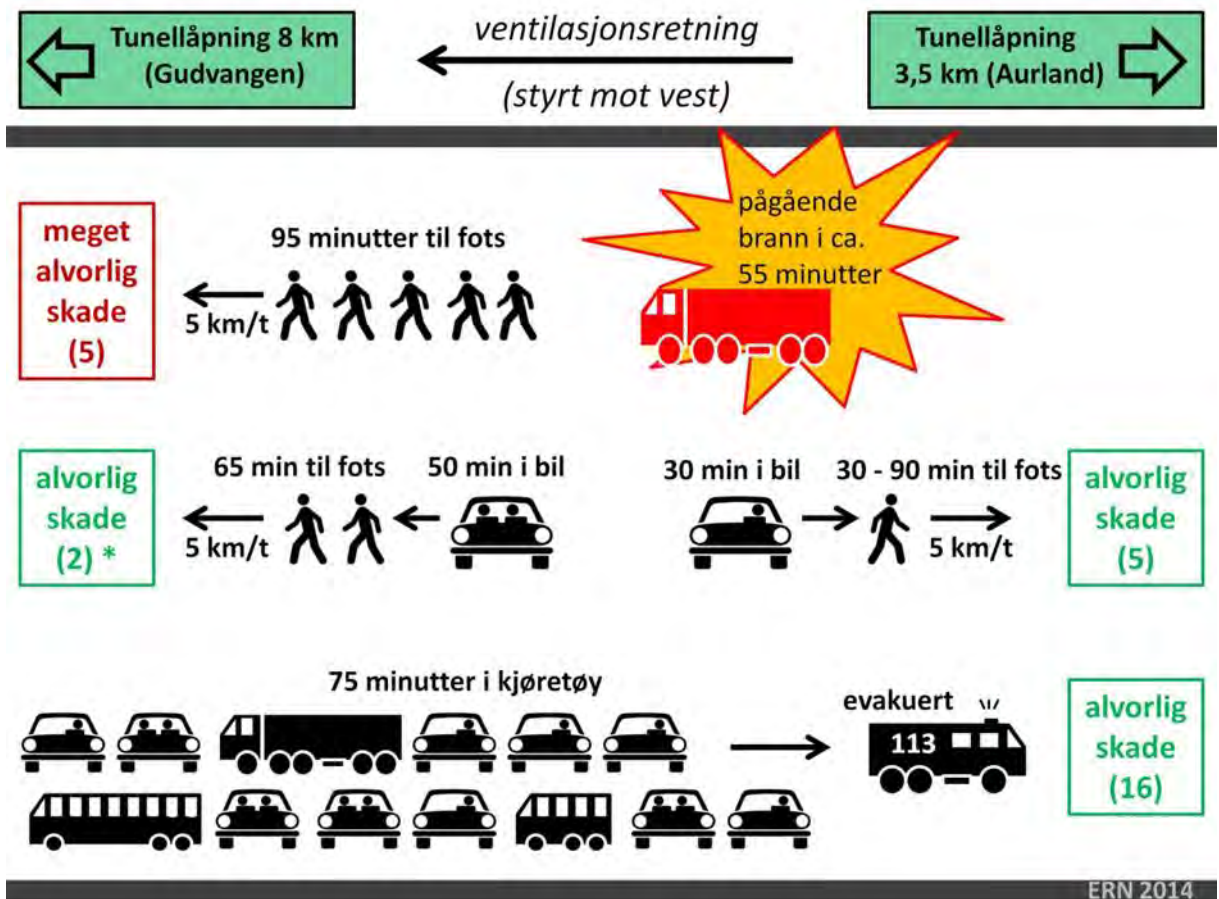 Tunellåpning 8 km
(Gudvangen)
ventilasjonsretning
(styrt mot vest)
Tunellåpning
3,5 km (Aurland)
meget
alvorlig
skade
(5)
95 minutter til fots
5 km/t
pågående
brann i ca.
55 minutter
alvorlig
skade
(2) *
65 min til fots
5 km/t
50 min i bil
30 min i bil
30 - 90 min til fots
5 km/t
alvorlig
skade
(5)
75 minutter i kjøretøy
evakuert
113
alvorlig
skade
(16)
ERN 2014